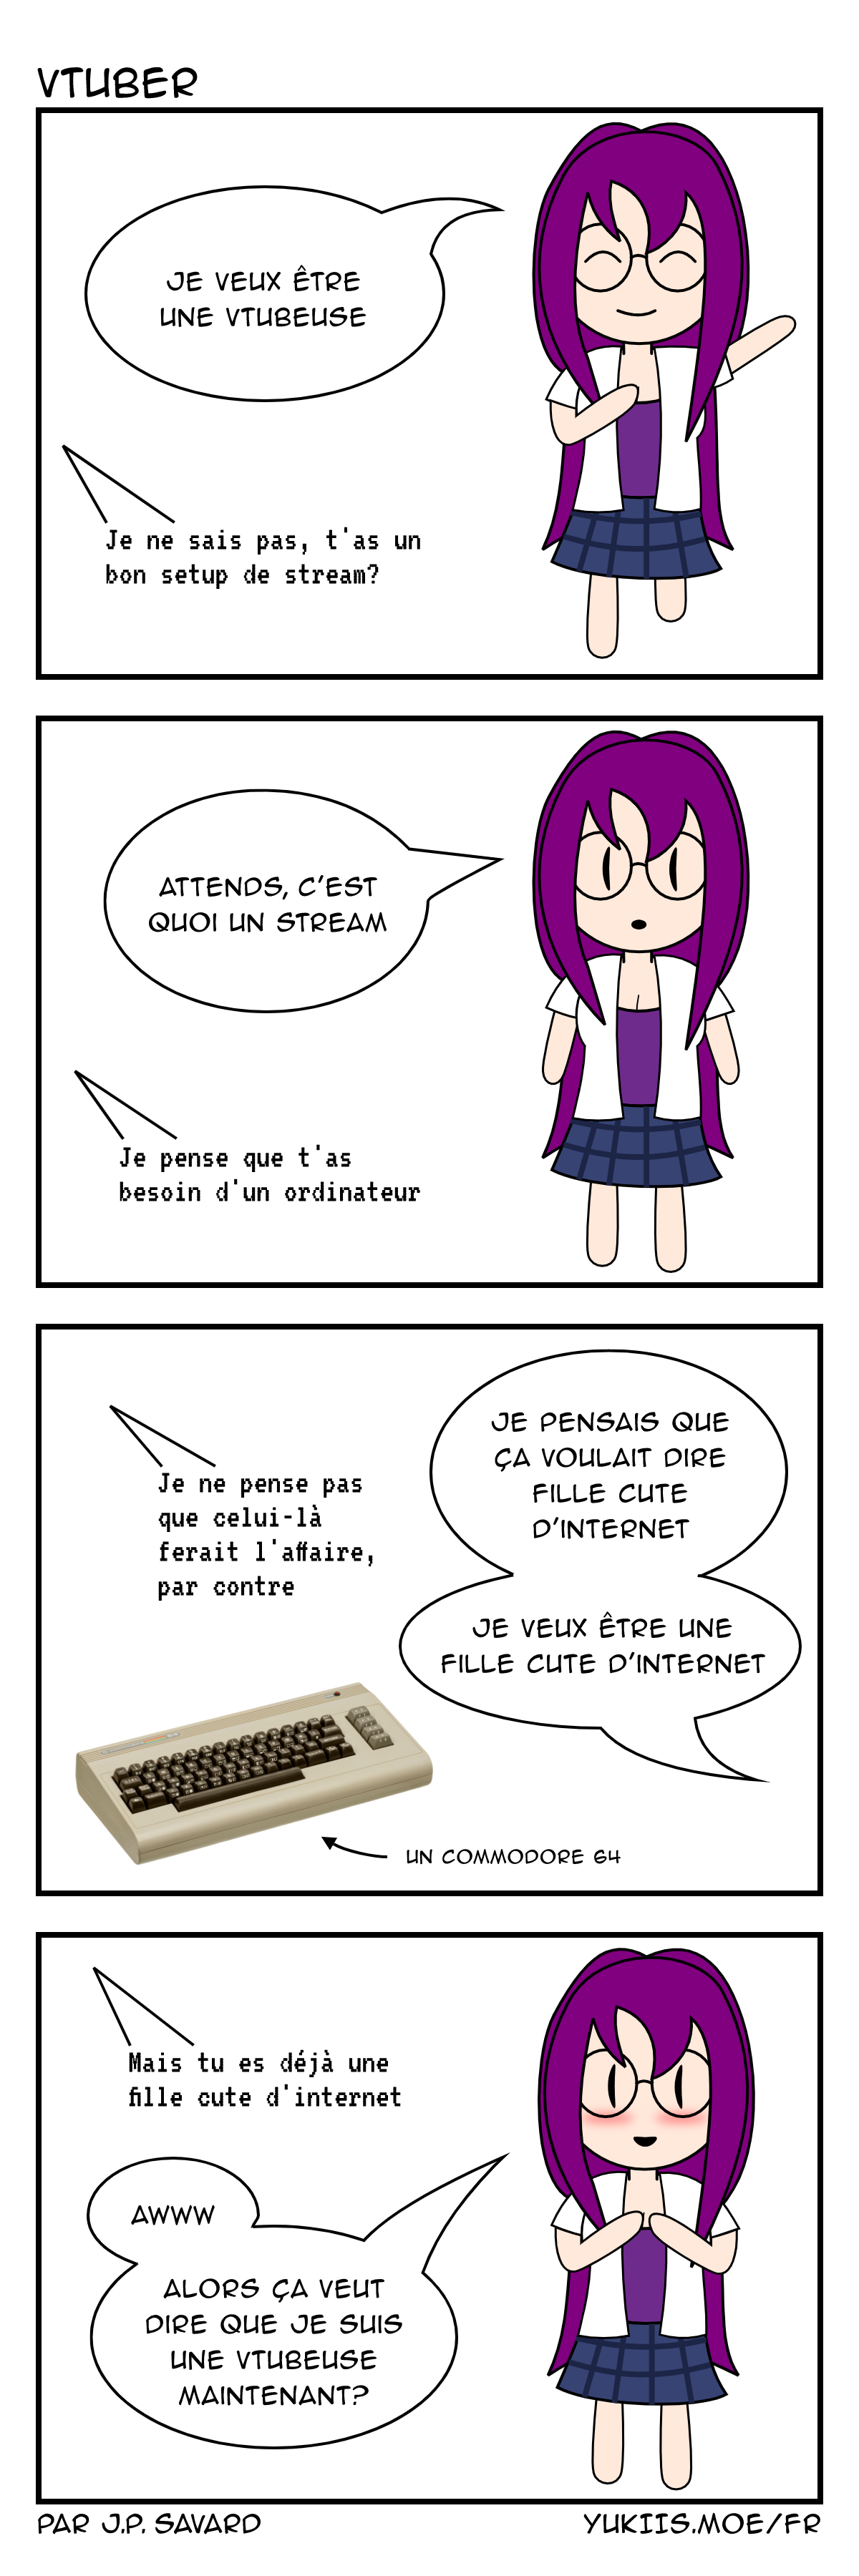 VTUBER
JE VEUX ÊTRE
UNE VTUBEUSE
Je ne sais pas, t'as un
bon setup de stream?
ATTENDS, C'EST
QUOI UN STREAM
Je pense que t'as
besoin d'un ordinateur
Je ne pense pas
que celui-là
ferait l'affaire,
par contre
JE PENSAIS QUE
ÇA VOULAIT DIRE
FILLE CUTE
D'INTERNET
JE VEUX ÊTRE UNE
FILLE CUTE D'INTERNET
UN COMMODORE 64
Mais tu es déjà une
fille cute d'internet
AWWW
ALORS ÇA VEUT
DIRE QUE JE SUIS
UNE VTUBEUSE
MAINTENANT?
PAR J.P. SAVARD
YUKIIS.MOE/FR